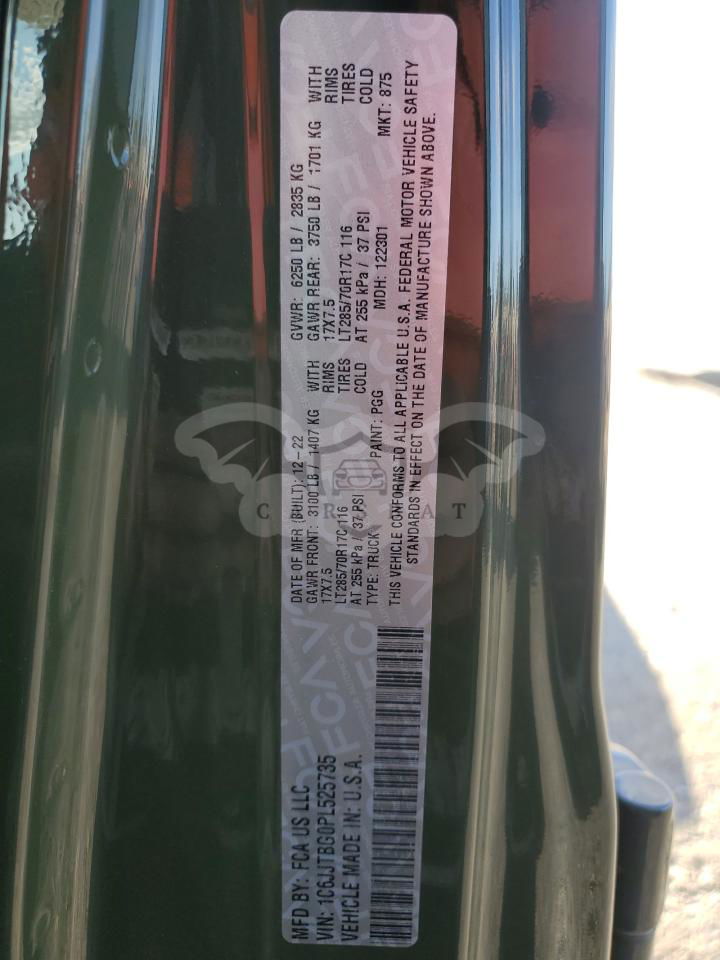 MFD BY: FCA US LLC
VIN: 1C6JJTBG0PL525735
VEHICLE MADE IN: U.S.A.
DATE OF MFR (BUILT): 12-22 GVWR: 6250 LB / 2835 KG
GAWR FRONT: 3100 LB / 1407 KG WITH GAWR REAR: 3750 LB / 1701 KG WITH
17X7.5 RIMS 17X7.5 RIMS
LT285/70R17C 116 TIRES LT285/70R17C 116 TIRES
AT 255 kPa / 37 PSI COLD AT 255 kPa / 37 PSI COLD
TYPE: TRUCK PAINT: PGG MDH: 122301 MKT: 875
THIS VEHICLE CONFORMS TO ALL APPLICABLE U.S.A. FEDERAL MOTOR VEHICLE SAFETY
STANDARDS IN EFFECT ON THE DATE OF MANUFACTURE SHOWN ABOVE.